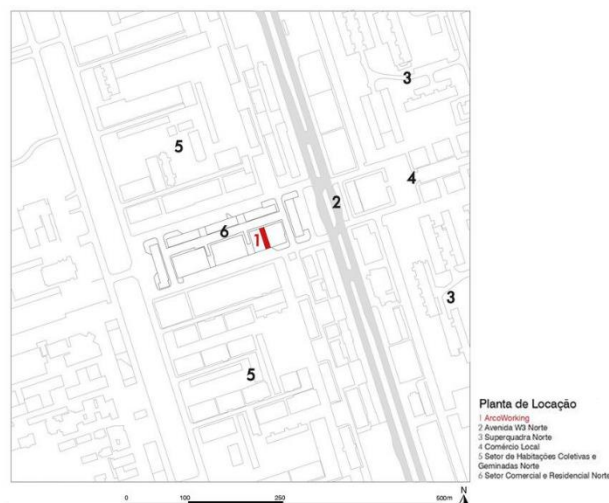 3
5
4
2
6
1
3
5
Planta de Locação
1 ArcoWorking
2 Avenida W3 Norte
3 Superquadra Norte
4 Comércio Local
5 Setor de Habitações Coletivas e
Geminadas Norte
6 Setor Comercial e Residencial Norte
0 100 250 500m N